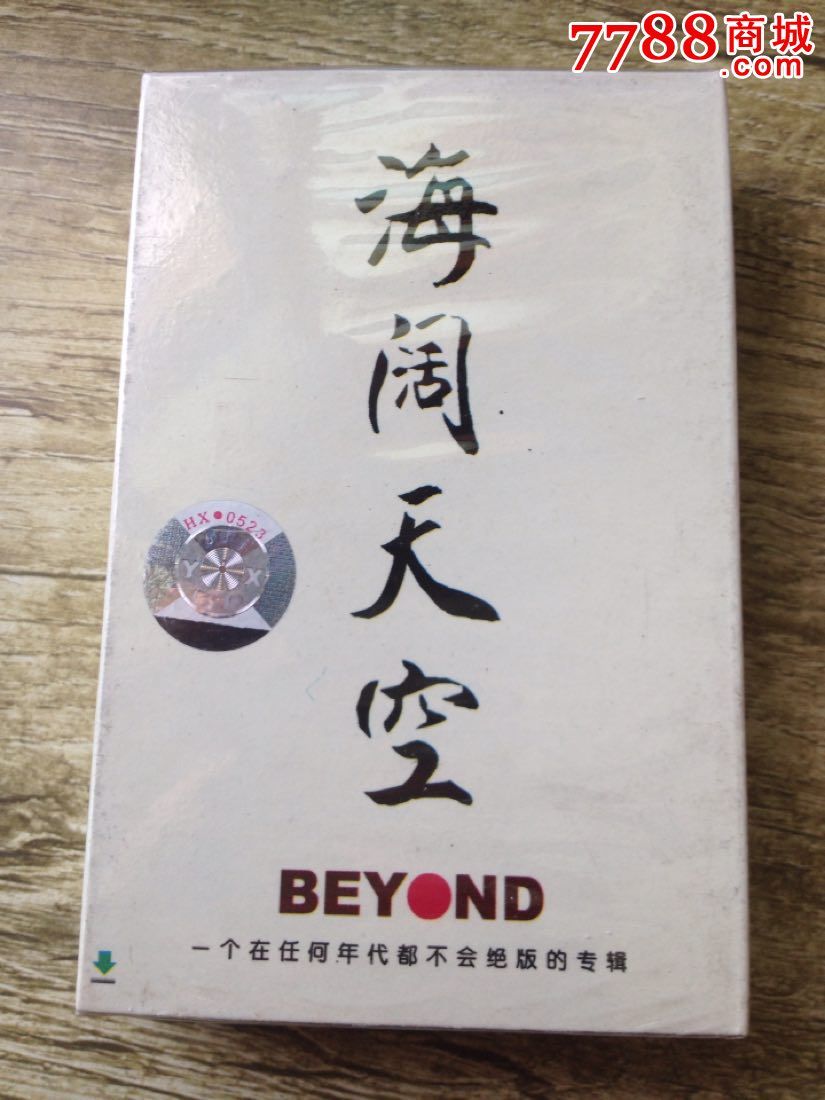 7788商城
.com
海阔天空
HX●0523
Y X
BEYOND
一个在任何年代都不会绝版的专辑